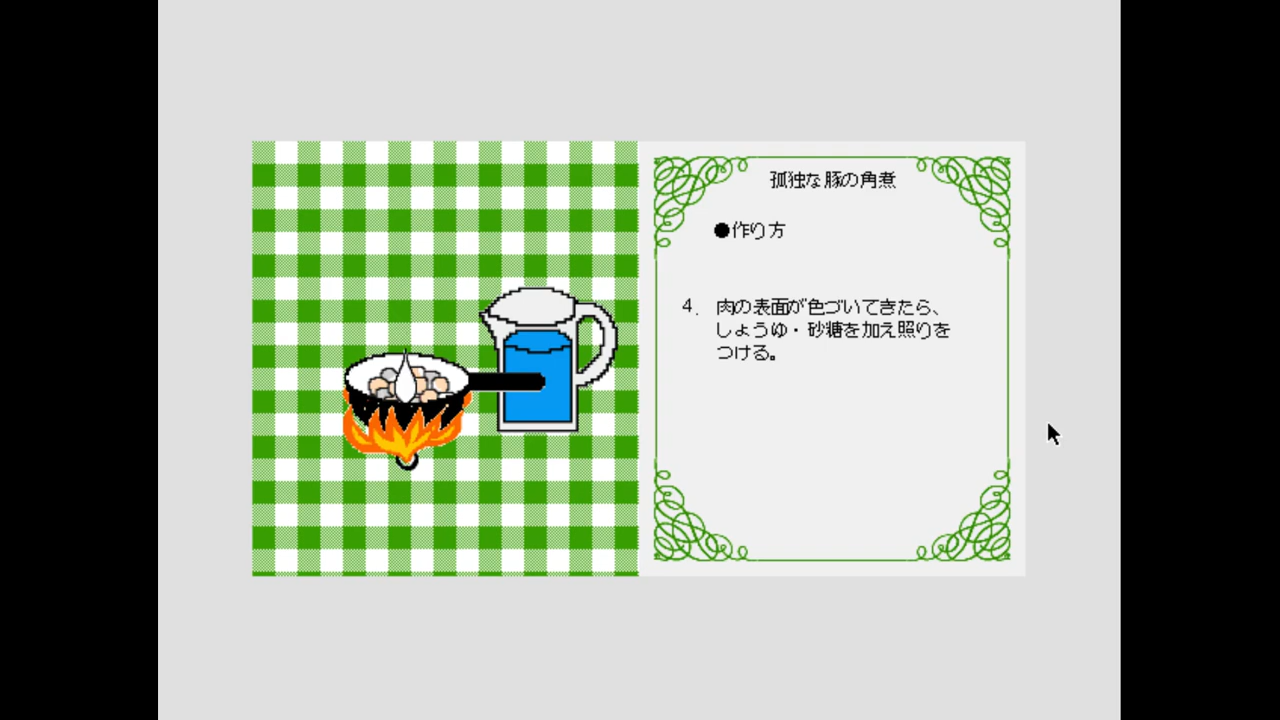 孤独な豚の角煮
●作り方
4. 肉の表面が色づいてきたら、
しょうゆ・砂糖を加え照りを
つける。